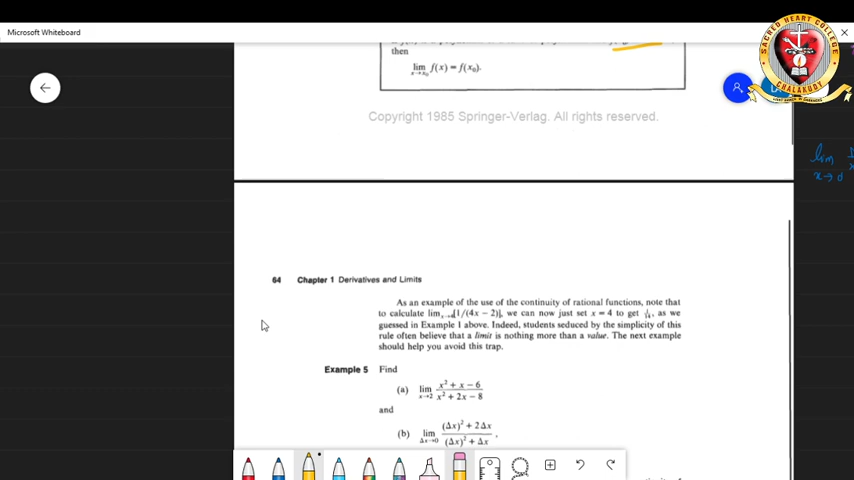 Microsoft Whiteboard
SACRED HEART COLLEGE
CHALAKUDY
then
lim f(x) = f(x₀).
x→x₀
Copyright 1985 Springer-Verlag. All rights reserved.
lim
x→0
64 Chapter 1 Derivatives and Limits
As an example of the use of the continuity of rational functions, note that
to calculate limₓ→₄[1/(4x − 2)], we can now just set x = 4 to get 1/14, as we
guessed in Example 1 above. Indeed, students seduced by the simplicity of this
rule often believe that a limit is nothing more than a value. The next example
should help you avoid this trap.
Example 5 Find
(a) lim x→2 (x² + x − 6)/(x² + 2x − 8)
and
(b) lim Δx→0 ((Δx)² + 2Δx)/((Δx)² + Δx).